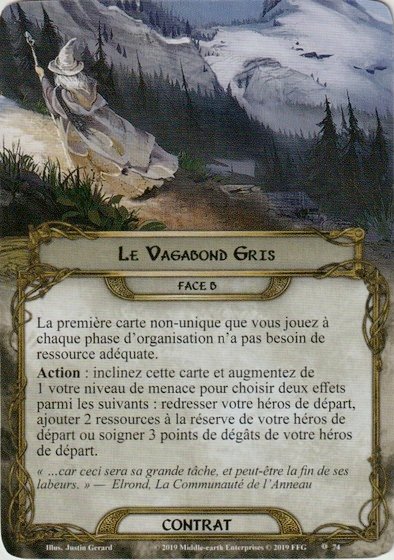 Le Vagabond Gris
FACE B
La première carte non-unique que vous jouez à
chaque phase d'organisation n'a pas besoin de
ressource adéquate.
Action : inclinez cette carte et augmentez de
1 votre niveau de menace pour choisir deux effets
parmi les suivants : redresser votre héros de départ,
ajouter 2 ressources à la réserve de votre héros de
départ ou soigner 3 points de dégâts de votre héros
de départ.
« ...car ceci sera sa grande tâche, et peut-être la fin de ses
labeurs. » — Elrond, La Communauté de l'Anneau
CONTRAT
Illus. Justin Gerard © 2019 Middle-earth Enterprises © 2019 FFG 74